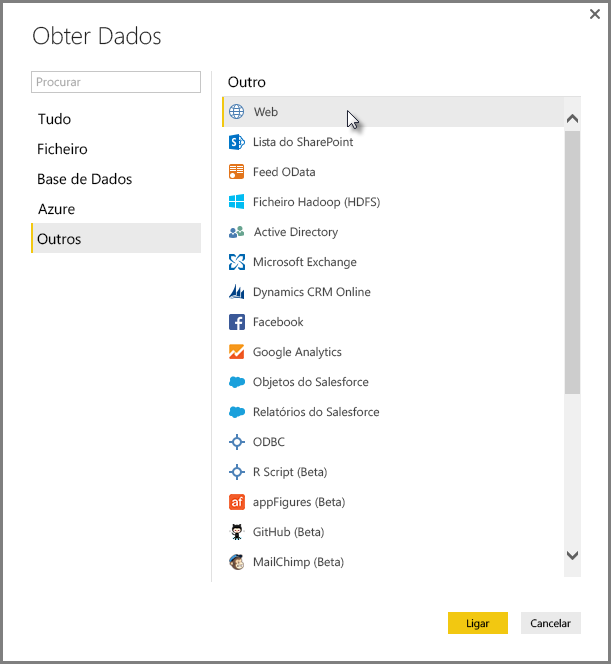 Obter Dados
Procurar
Tudo
Ficheiro
Base de Dados
Azure
Outros
Outro
Web
Lista do SharePoint
Feed OData
Ficheiro Hadoop (HDFS)
Active Directory
Microsoft Exchange
Dynamics CRM Online
Facebook
Google Analytics
Objetos do Salesforce
Relatórios do Salesforce
ODBC
R Script (Beta)
af appFigures (Beta)
GitHub (Beta)
MailChimp (Beta)
Ligar
Cancelar